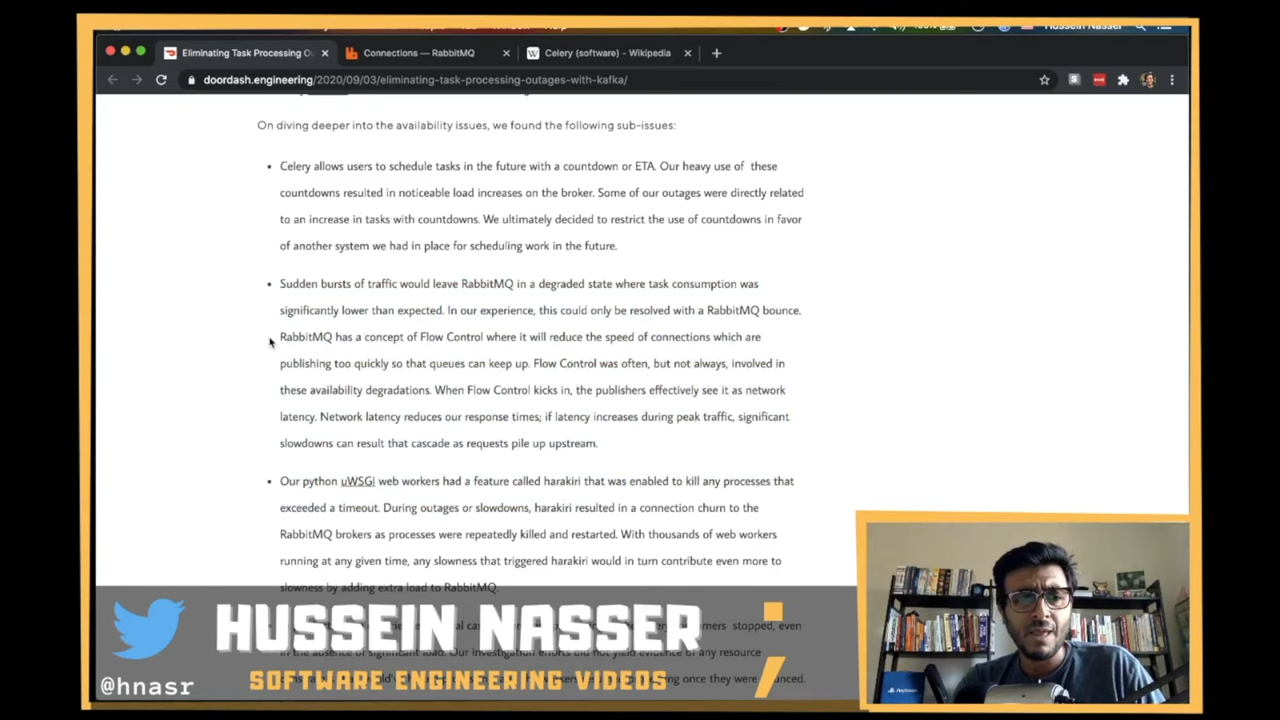 Hussein Nasser
Eliminating Task Processing O
Connections — RabbitMQ
Celery (software) - Wikipedia
doordash.engineering/2020/09/03/eliminating-task-processing-outages-with-kafka/
On diving deeper into the availability issues, we found the following sub-issues:
• Celery allows users to schedule tasks in the future with a countdown or ETA. Our heavy use of these
countdowns resulted in noticeable load increases on the broker. Some of our outages were directly related
to an increase in tasks with countdowns. We ultimately decided to restrict the use of countdowns in favor
of another system we had in place for scheduling work in the future.
• Sudden bursts of traffic would leave RabbitMQ in a degraded state where task consumption was
significantly lower than expected. In our experience, this could only be resolved with a RabbitMQ bounce.
RabbitMQ has a concept of Flow Control where it will reduce the speed of connections which are
publishing too quickly so that queues can keep up. Flow Control was often, but not always, involved in
these availability degradations. When Flow Control kicks in, the publishers effectively see it as network
latency. Network latency reduces our response times; if latency increases during peak traffic, significant
slowdowns can result that cascade as requests pile up upstream.
• Our python uWSGI web workers had a feature called harakiri that was enabled to kill any processes that
exceeded a timeout. During outages or slowdowns, harakiri resulted in a connection churn to the
RabbitMQ brokers as processes were repeatedly killed and restarted. With thousands of web workers
running at any given time, any slowness that triggered harakiri would in turn contribute even more to
slowness by adding extra load to RabbitMQ.
stopped, even
any resource
HUSSEIN NASSER
SOFTWARE ENGINEERING VIDEOS
@hnasr
PlayStation